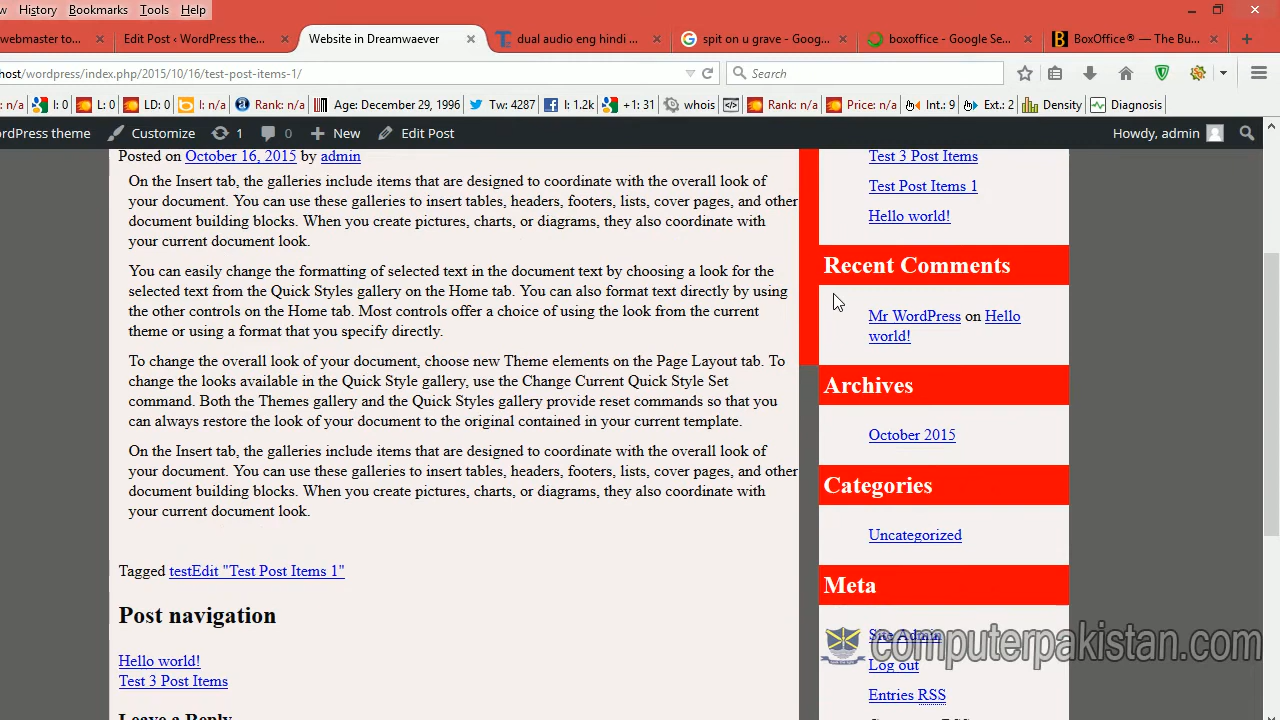 w History Bookmarks Tools Help
webmaster to... Edit Post ‹ WordPress the... Website in Dreamwaever dual audio eng hindi ... spit on u grave - Goog... boxoffice - Google Se... BoxOffice® — The Bu...
host/wordpress/index.php/2015/10/16/test-post-items-1/ Search
: n/a I: 0 L: 0 LD: 0 I: n/a Rank: n/a Age: December 29, 1996 Tw: 4287 I: 1.2k +1: 31 whois Rank: n/a Price: n/a Int.: 9 Ext.: 2 Density Diagnosis
ordPress theme Customize 1 0 New Edit Post Howdy, admin
Posted on October 16, 2015 by admin
On the Insert tab, the galleries include items that are designed to coordinate with the overall look of
your document. You can use these galleries to insert tables, headers, footers, lists, cover pages, and other
document building blocks. When you create pictures, charts, or diagrams, they also coordinate with
your current document look.
You can easily change the formatting of selected text in the document text by choosing a look for the
selected text from the Quick Styles gallery on the Home tab. You can also format text directly by using
the other controls on the Home tab. Most controls offer a choice of using the look from the current
theme or using a format that you specify directly.
To change the overall look of your document, choose new Theme elements on the Page Layout tab. To
change the looks available in the Quick Style gallery, use the Change Current Quick Style Set
command. Both the Themes gallery and the Quick Styles gallery provide reset commands so that you
can always restore the look of your document to the original contained in your current template.
On the Insert tab, the galleries include items that are designed to coordinate with the overall look of
your document. You can use these galleries to insert tables, headers, footers, lists, cover pages, and other
document building blocks. When you create pictures, charts, or diagrams, they also coordinate with
your current document look.
Tagged testEdit "Test Post Items 1"
Post navigation
Hello world!
Test 3 Post Items
Leave a Reply
Test 3 Post Items
Test Post Items 1
Hello world!
Recent Comments
Mr WordPress on Hello
world!
Archives
October 2015
Categories
Uncategorized
Meta
Site Admin
Log out
Entries RSS
computerpakistan.com